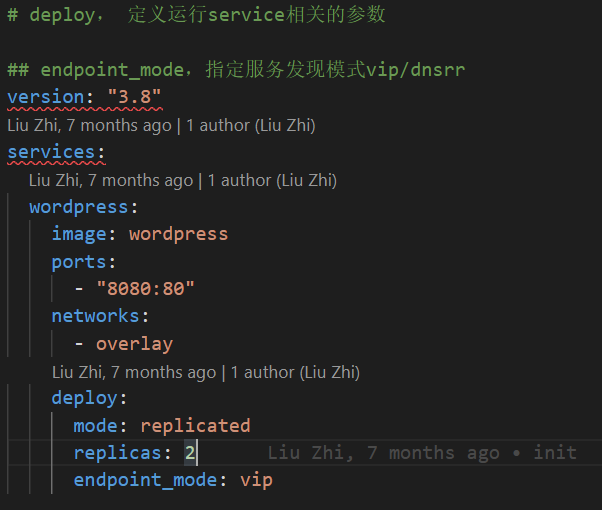 # deploy， 定义运行service相关的参数
## endpoint_mode，指定服务发现模式vip/dnsrr
version: "3.8"
Liu Zhi, 7 months ago | 1 author (Liu Zhi)
services:
Liu Zhi, 7 months ago | 1 author (Liu Zhi)
wordpress:
image: wordpress
ports:
- "8080:80"
networks:
- overlay
Liu Zhi, 7 months ago | 1 author (Liu Zhi)
deploy:
mode: replicated
replicas: 2 Liu Zhi, 7 months ago • init
endpoint_mode: vip